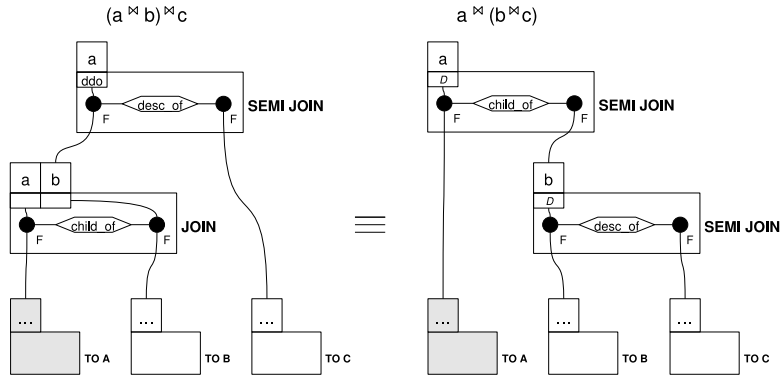 (a ⋈ b) ⋈ c
a ⋈ (b ⋈ c)
a
ddo
desc_of
F
F
SEMI JOIN
a b
child_of
F
F
JOIN
...
TO A
...
TO B
...
TO C
≡
a
D
child_of
F
F
SEMI JOIN
b
D
desc_of
F
F
SEMI JOIN
...
TO A
...
TO B
...
TO C